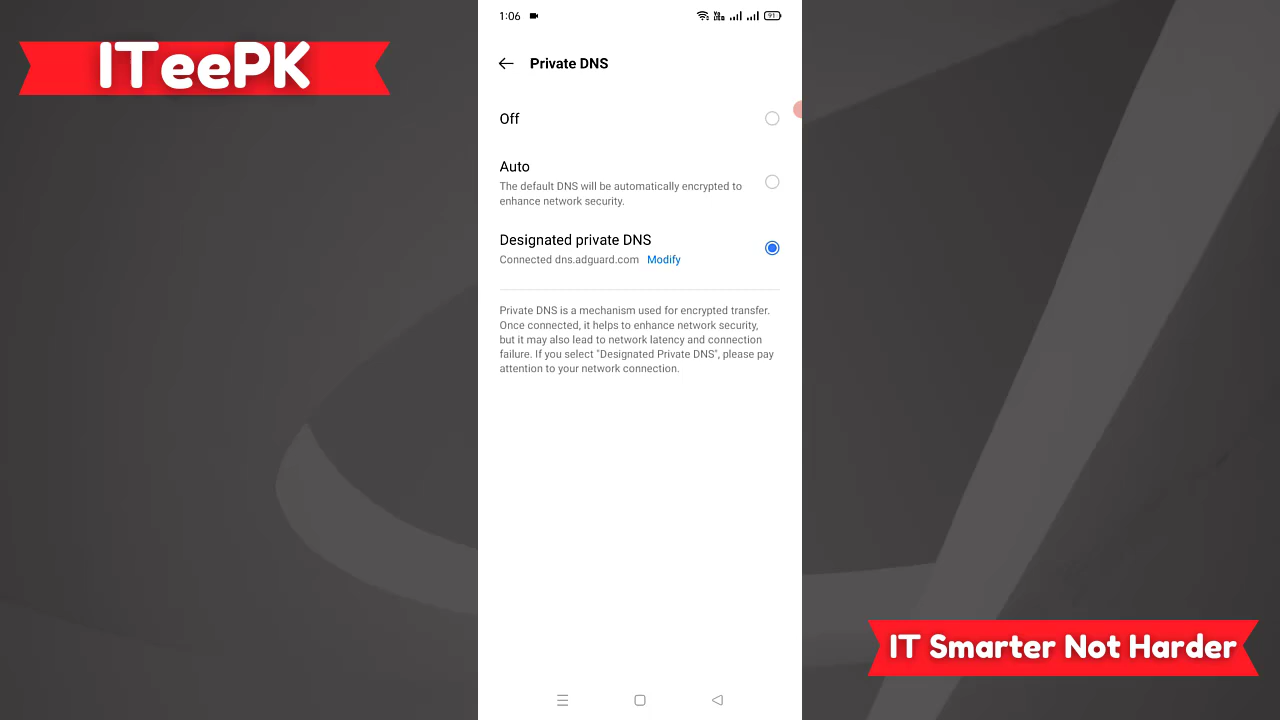 ITeePK
1:06
91
Private DNS
Off
Auto
The default DNS will be automatically encrypted to
enhance network security.
Designated private DNS
Connected dns.adguard.com Modify
Private DNS is a mechanism used for encrypted transfer.
Once connected, it helps to enhance network security,
but it may also lead to network latency and connection
failure. If you select "Designated Private DNS", please pay
attention to your network connection.
IT Smarter Not Harder